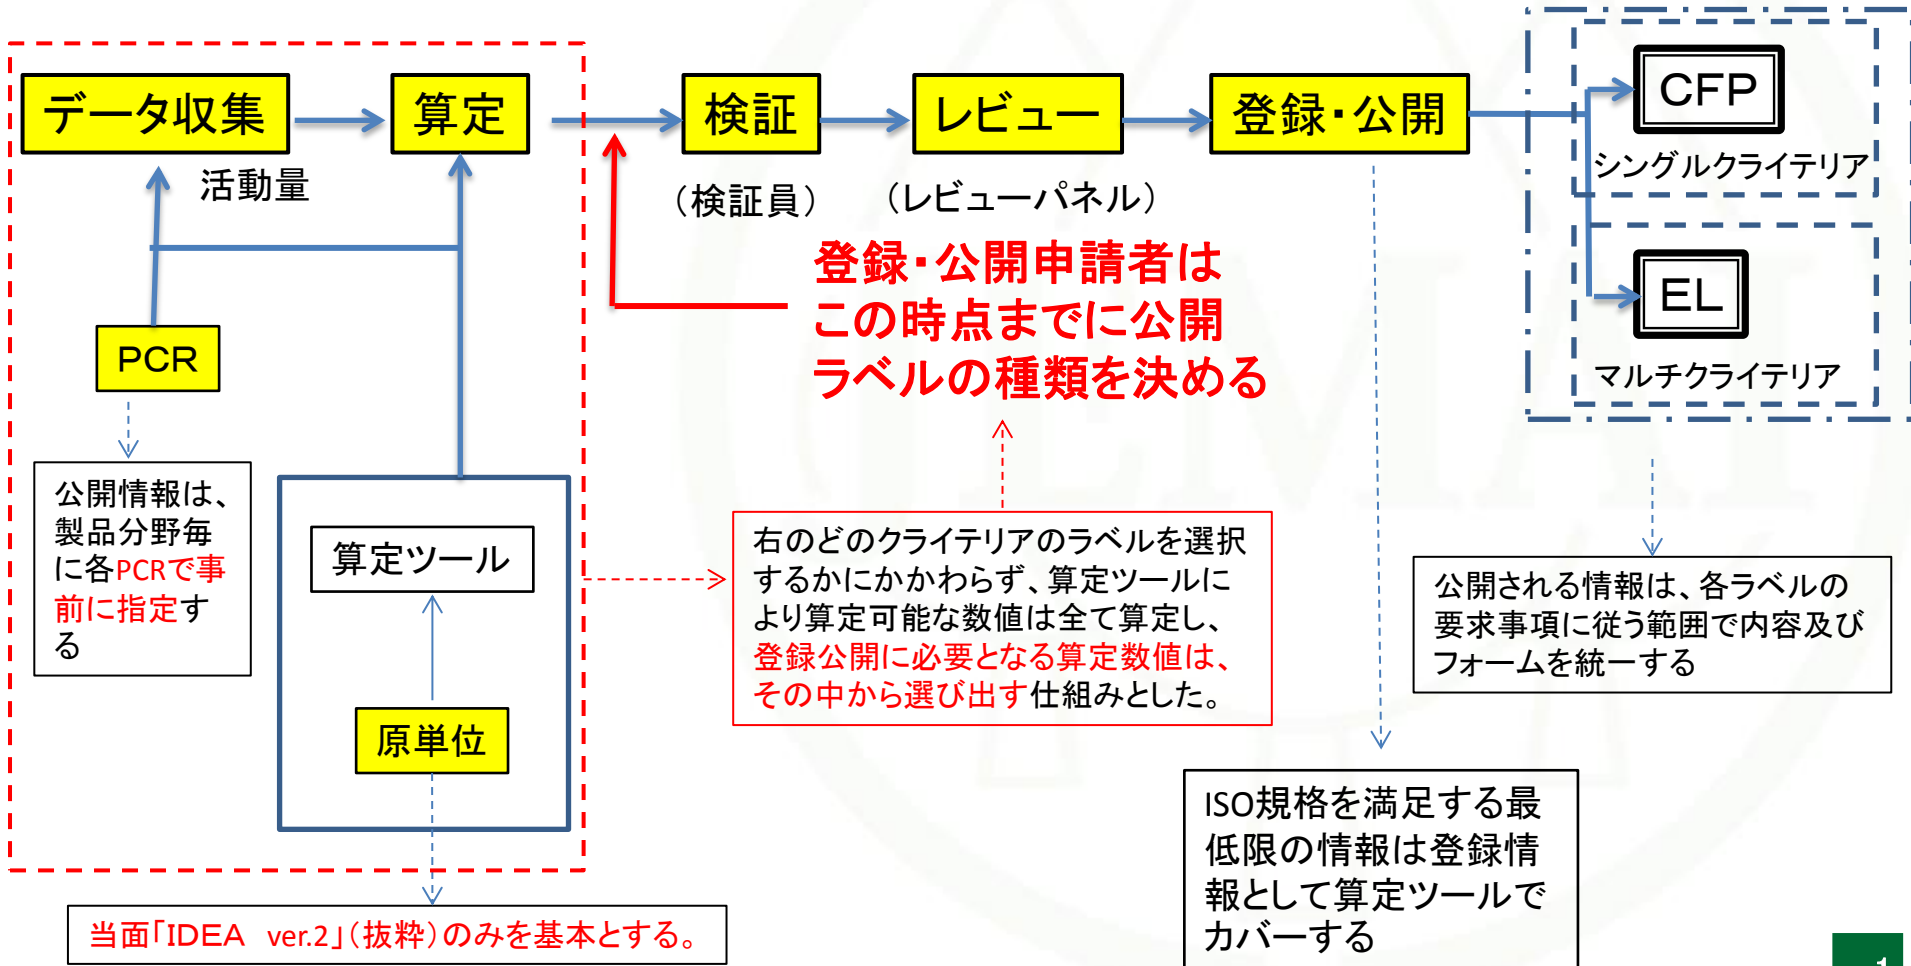 データ収集
算定
検証
レビュー
登録・公開
CFP
シングルクライテリア
活動量
（検証員）
（レビューパネル）
登録・公開申請者は
この時点までに公開
ラベルの種類を決める
EL
マルチクライテリア
PCR
公開情報は、
製品分野毎
に各PCRで事
前に指定す
る
算定ツール
原単位
右のどのクライテリアのラベルを選択
するかにかかわらず、算定ツールに
より算定可能な数値は全て算定し、
登録公開に必要となる算定数値は、
その中から選び出す仕組みとした。
公開される情報は、各ラベルの
要求事項に従う範囲で内容及び
フォームを統一する
ISO規格を満足する最
低限の情報は登録情
報として算定ツールで
カバーする
当面「IDEA　ver.2」（抜粋）のみを基本とする。
1